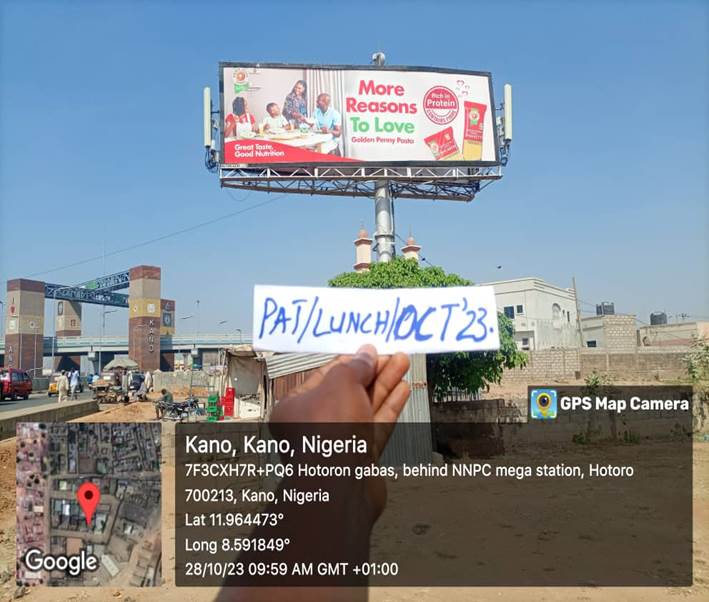 More
Reasons
To Love
Golden Penny Pasta
Rich in
Protein
Great Taste,
Good Nutrition
KANO
PAT/LUNCH/OCT'23.
GPS Map Camera
Kano, Kano, Nigeria
7F3CXH7R+PQ6 Hotoron gabas, behind NNPC mega station, Hotoro
700213, Kano, Nigeria
Lat 11.964473°
Long 8.591849°
28/10/23 09:59 AM GMT +01:00
Google